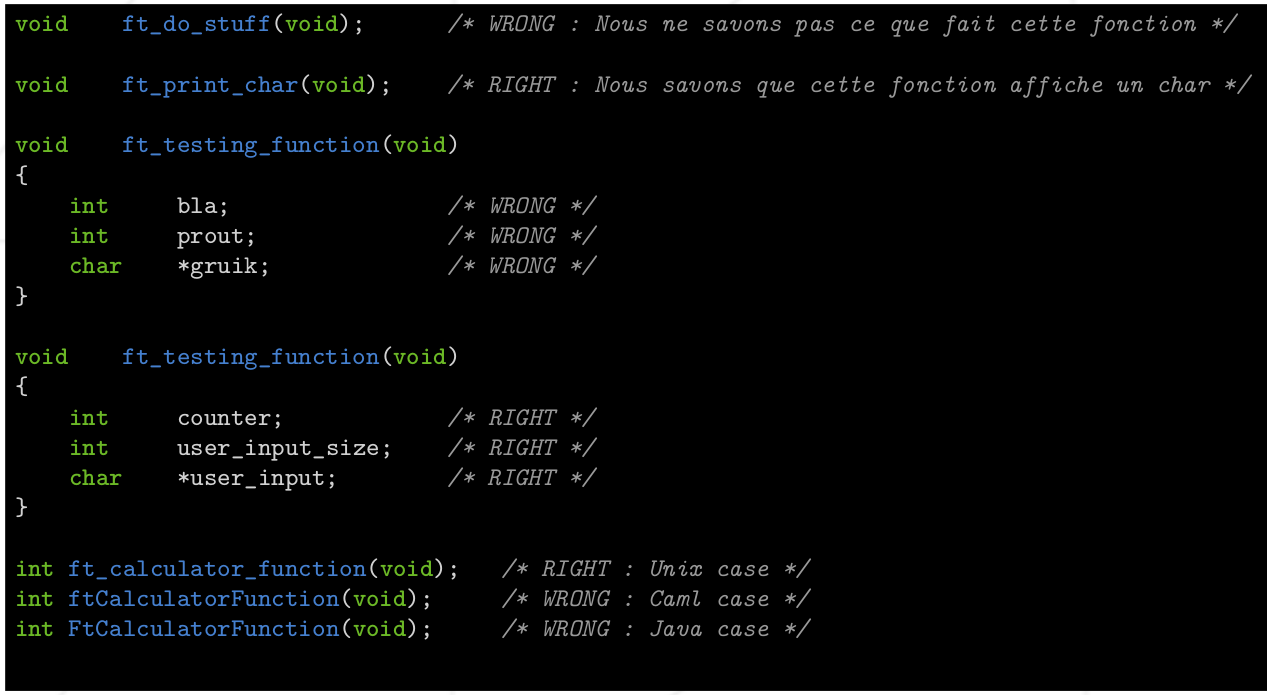 void    ft_do_stuff(void);      /* WRONG : Nous ne savons pas ce que fait cette fonction */
void    ft_print_char(void);    /* RIGHT : Nous savons que cette fonction affiche un char */
void    ft_testing_function(void)
{
    int     bla;                /* WRONG */
    int     prout;              /* WRONG */
    char    *gruik;             /* WRONG */
}
void    ft_testing_function(void)
{
    int     counter;            /* RIGHT */
    int     user_input_size;    /* RIGHT */
    char    *user_input;        /* RIGHT */
}
int ft_calculator_function(void);   /* RIGHT : Unix case */
int ftCalculatorFunction(void);     /* WRONG : Caml case */
int FtCalculatorFunction(void);     /* WRONG : Java case */